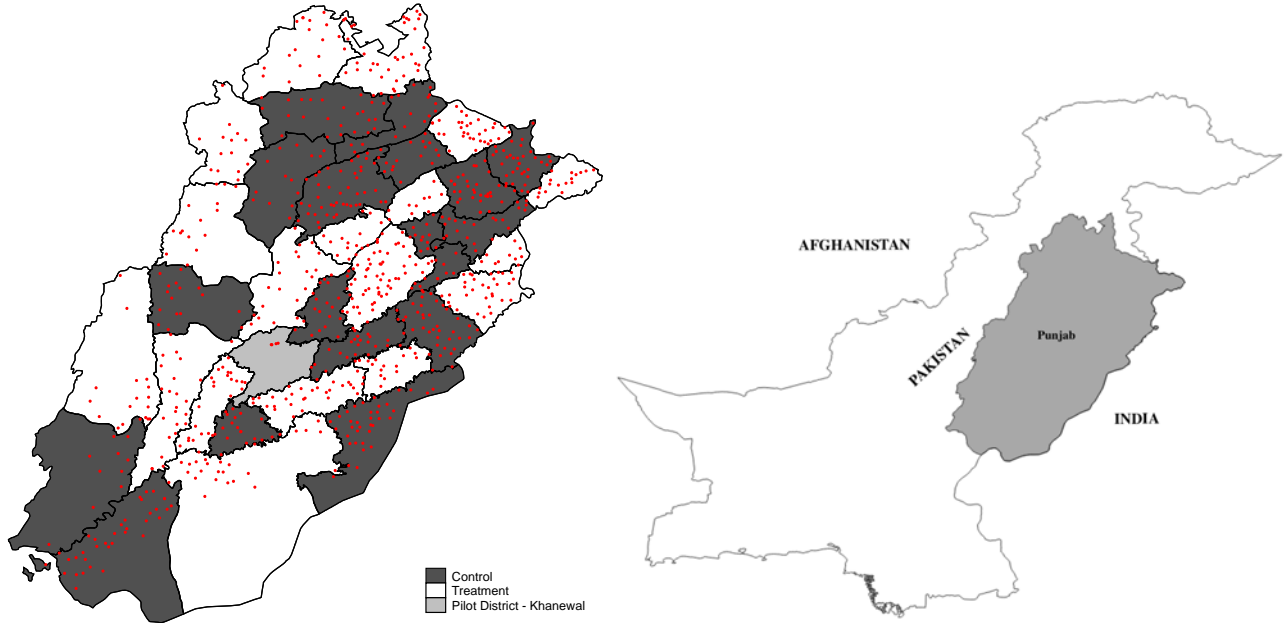 Control
Treatment
Pilot District - Khanewal
AFGHANISTAN
Punjab
PAKISTAN
INDIA